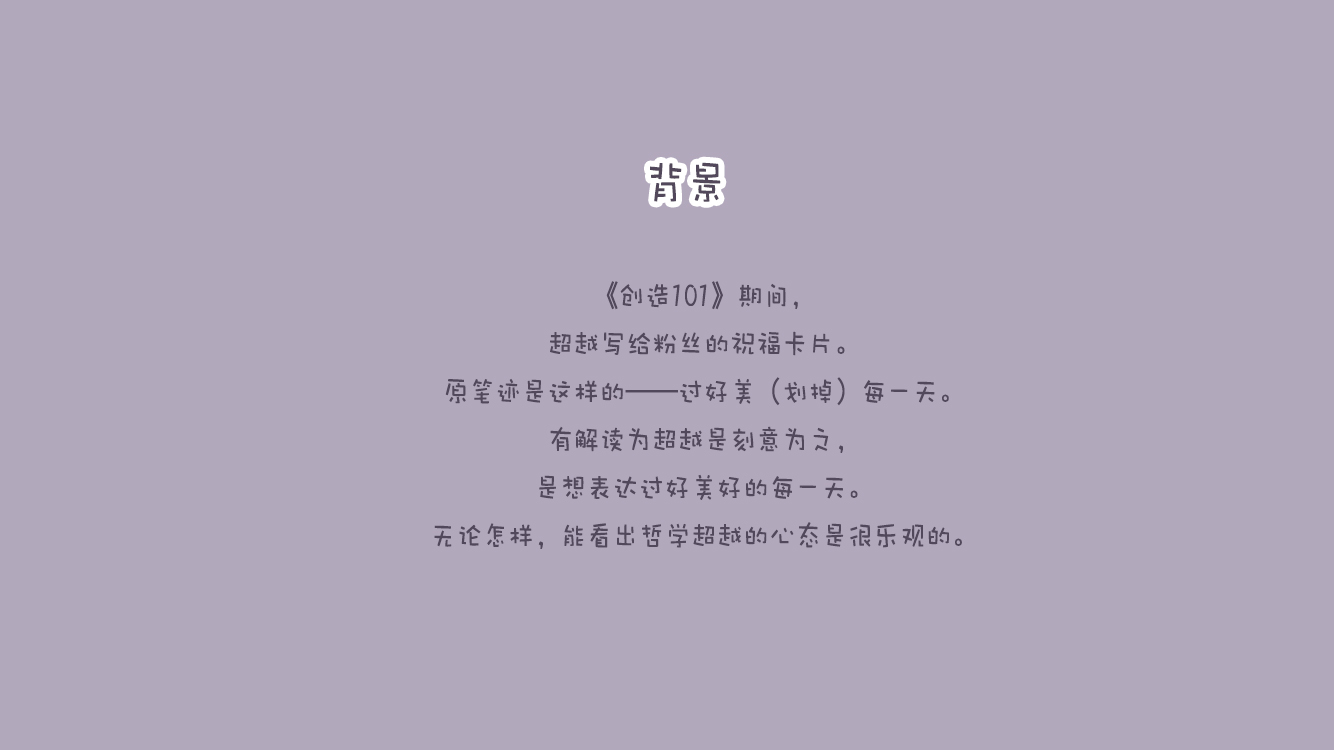 背景
《创造101》期间，
超越写给粉丝的祝福卡片。
原笔迹是这样的——过好美（划掉）每一天。
有解读为超越是刻意为之，
是想表达过好美好的每一天。
无论怎样，能看出哲学超越的心态是很乐观的。